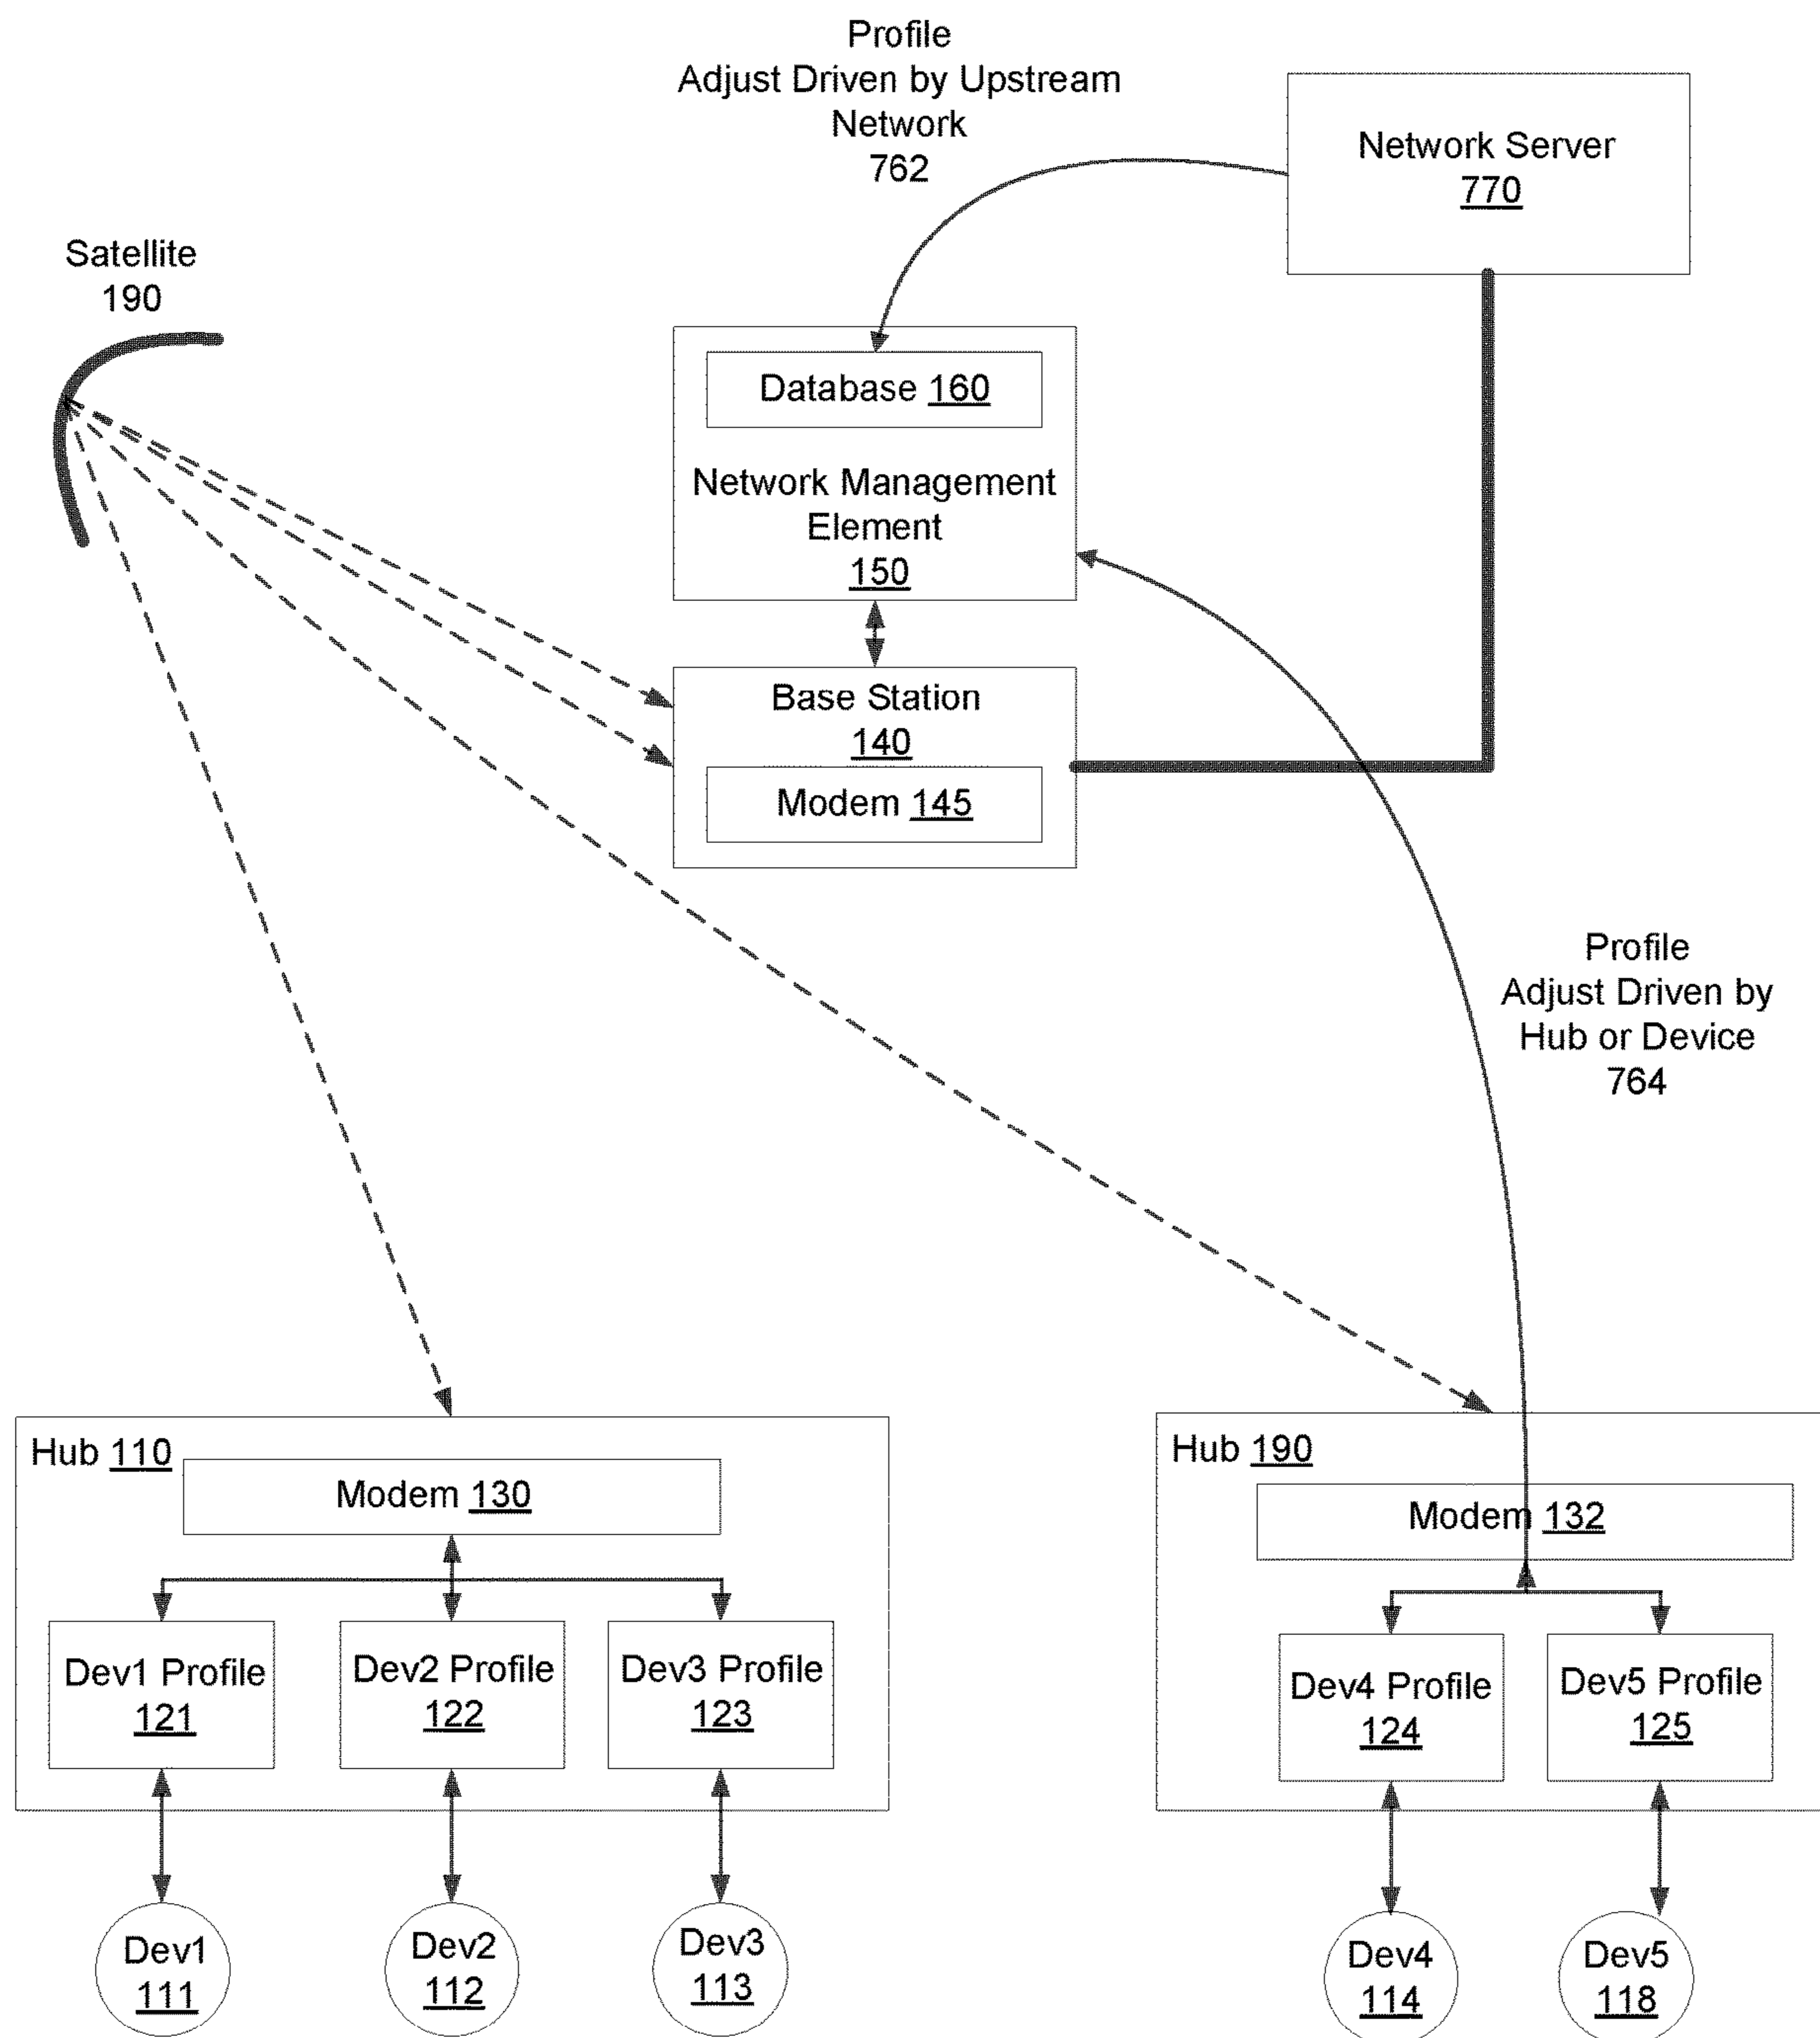 Profile
Adjust Driven by Upstream
Network
762
Network Server
770
Satellite
190
Database 160
Network Management
Element
150
Base Station
140
Modem 145
Profile
Adjust Driven by
Hub or Device
764
Hub 110
Modem 130
Dev1 Profile
121
Dev2 Profile
122
Dev3 Profile
123
Dev1
111
Dev2
112
Dev3
113
Hub 190
Modem 132
Dev4 Profile
124
Dev5 Profile
125
Dev4
114
Dev5
118